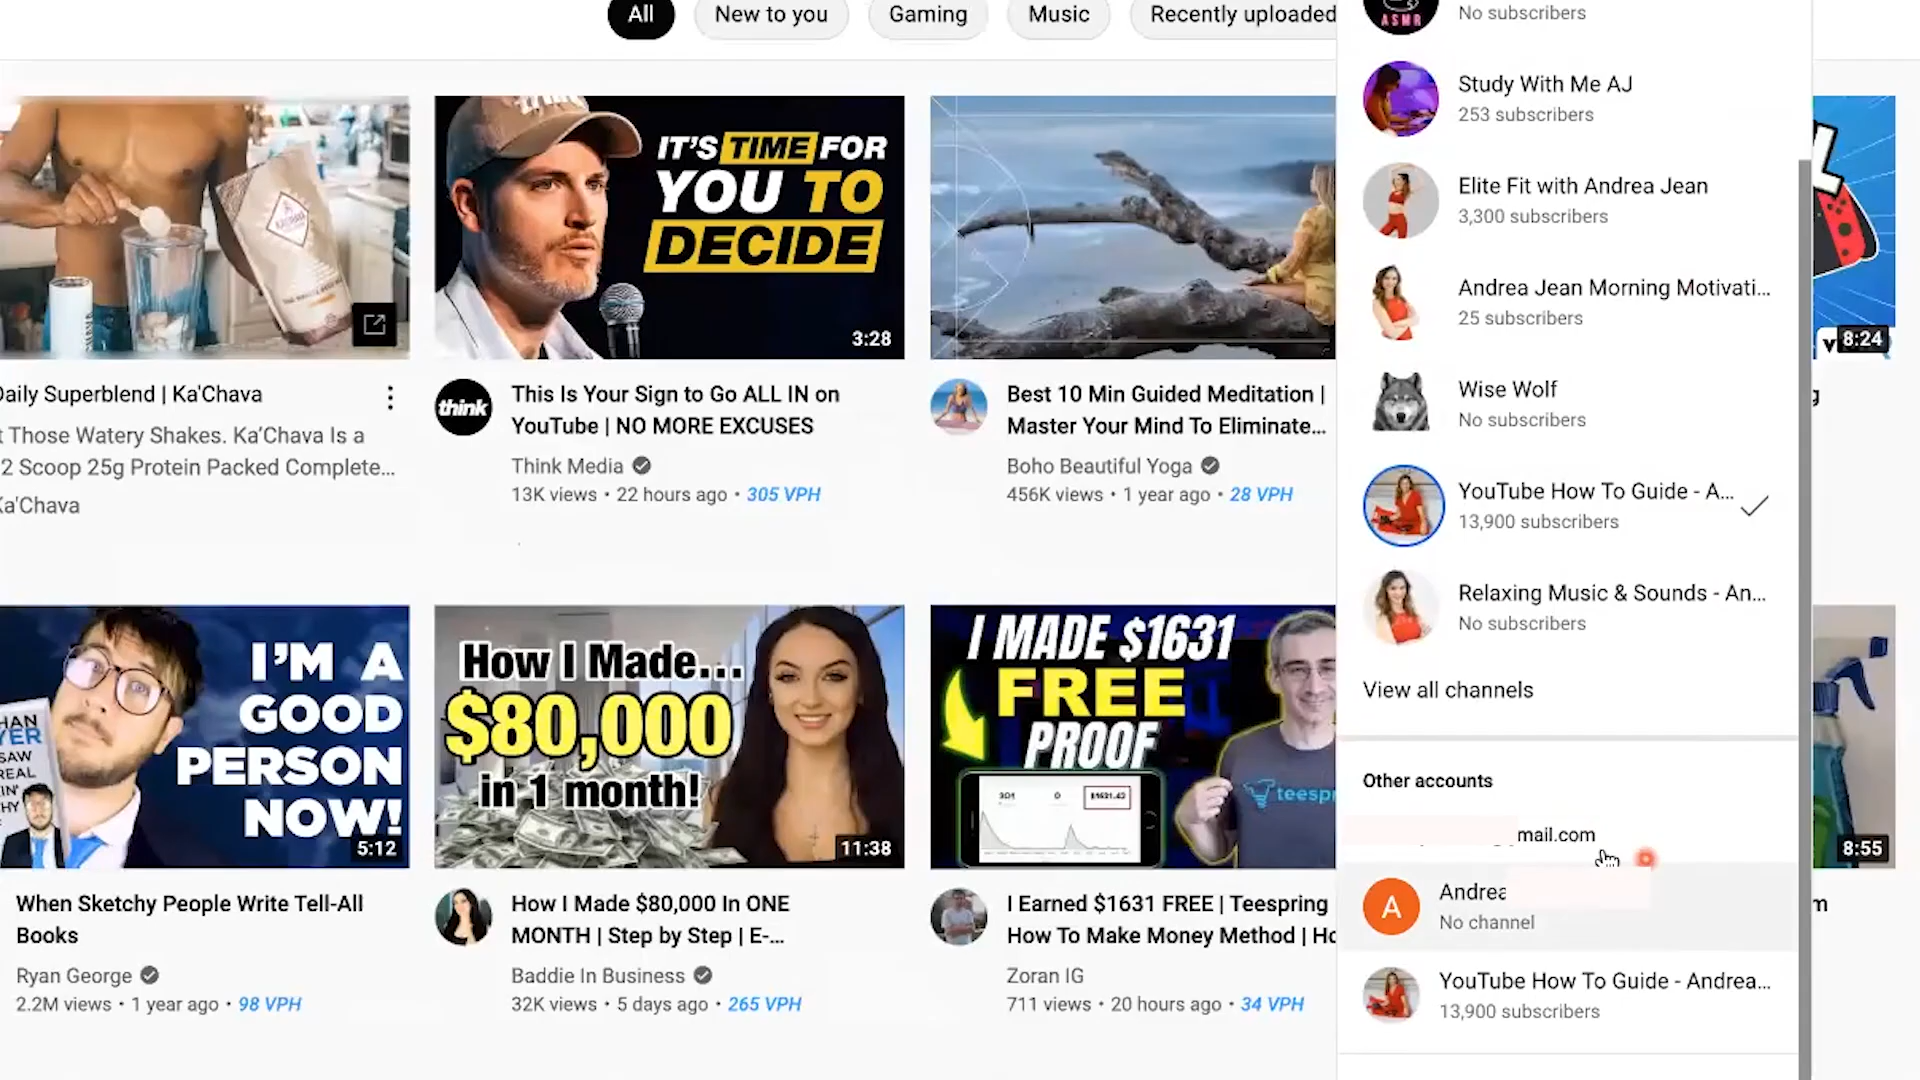 All
New to you
Gaming
Music
Recently uploaded
IT'S TIME FOR
YOU TO
DECIDE
3:28
Daily Superblend | Ka'Chava
t Those Watery Shakes. Ka'Chava Is a
2 Scoop 25g Protein Packed Complete...
Ka'Chava
think
This Is Your Sign to Go ALL IN on
YouTube | NO MORE EXCUSES
Think Media
13K views • 22 hours ago • 305 VPH
Best 10 Min Guided Meditation |
Master Your Mind To Eliminate...
Boho Beautiful Yoga
456K views • 1 year ago • 28 VPH
8:24
I'M A
GOOD
PERSON
NOW!
5:12
How I Made...
$80,000
in 1 month!
11:38
I MADE $1631
FREE
PROOF
$1631.43
teespr
8:55
When Sketchy People Write Tell-All
Books
Ryan George
2.2M views • 1 year ago • 98 VPH
How I Made $80,000 In ONE
MONTH | Step by Step | E-...
Baddie In Business
32K views • 5 days ago • 265 VPH
I Earned $1631 FREE | Teespring
How To Make Money Method | Ho
Zoran IG
711 views • 20 hours ago • 34 VPH
ASMR
No subscribers
Study With Me AJ
253 subscribers
Elite Fit with Andrea Jean
3,300 subscribers
Andrea Jean Morning Motivati...
25 subscribers
Wise Wolf
No subscribers
YouTube How To Guide - A...
13,900 subscribers
Relaxing Music & Sounds - An...
No subscribers
View all channels
Other accounts
mail.com
A
Andrea
No channel
YouTube How To Guide - Andrea...
13,900 subscribers